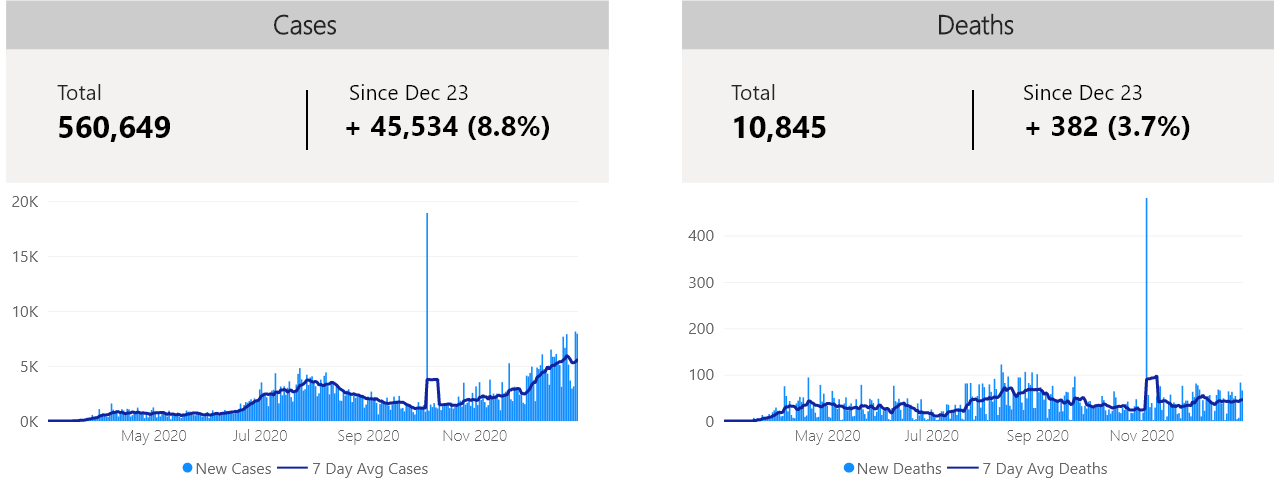 Cases
Total
560,649
Since Dec 23
+ 45,534 (8.8%)
20K
15K
10K
5K
0K
May 2020
Jul 2020
Sep 2020
Nov 2020
New Cases
7 Day Avg Cases
Deaths
Total
10,845
Since Dec 23
+ 382 (3.7%)
400
300
200
100
0
May 2020
Jul 2020
Sep 2020
Nov 2020
New Deaths
7 Day Avg Deaths